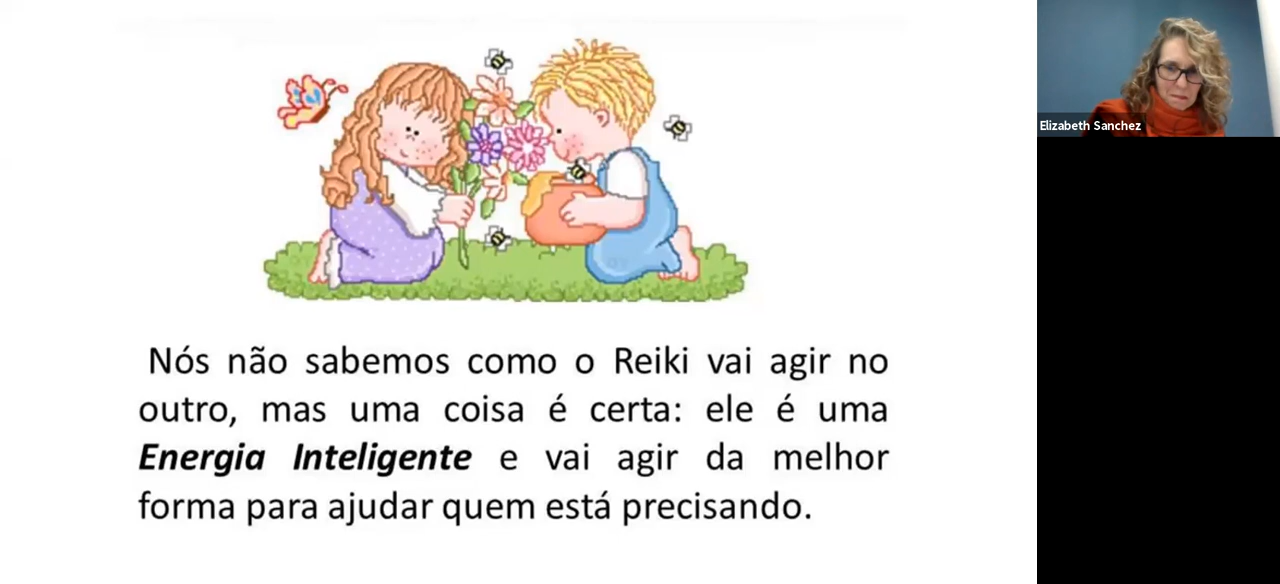 Elizabeth Sanchez
Nós não sabemos como o Reiki vai agir no
outro, mas uma coisa é certa: ele é uma
Energia Inteligente e vai agir da melhor
forma para ajudar quem está precisando.